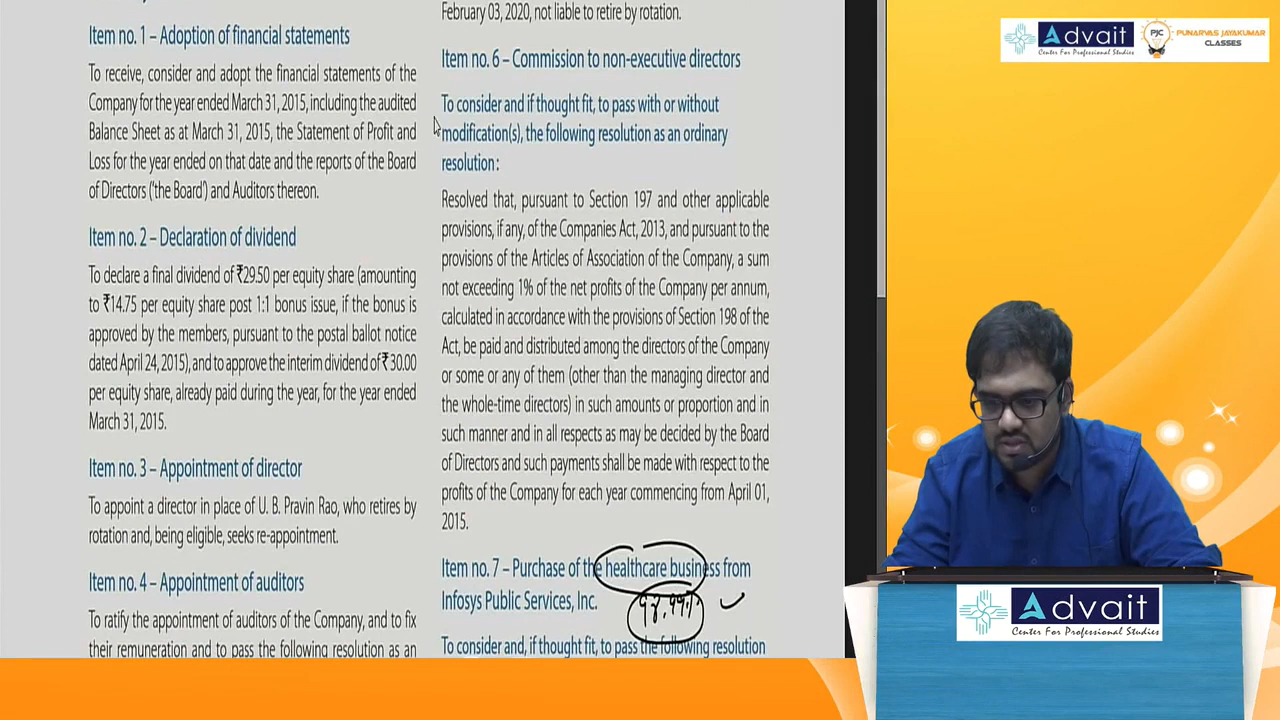 Item no. 1 – Adoption of financial statements
To receive, consider and adopt the financial statements of the
Company for the year ended March 31, 2015, including the audited
Balance Sheet as at March 31, 2015, the Statement of Profit and
Loss for the year ended on that date and the reports of the Board
of Directors ('the Board') and Auditors thereon.
Item no. 2 – Declaration of dividend
To declare a final dividend of ₹29.50 per equity share (amounting
to ₹14.75 per equity share post 1:1 bonus issue, if the bonus is
approved by the members, pursuant to the postal ballot notice
dated April 24, 2015), and to approve the interim dividend of ₹30.00
per equity share, already paid during the year, for the year ended
March 31, 2015.
Item no. 3 – Appointment of director
To appoint a director in place of U. B. Pravin Rao, who retires by
rotation and, being eligible, seeks re-appointment.
Item no. 4 – Appointment of auditors
To ratify the appointment of auditors of the Company, and to fix
their remuneration and to pass the following resolution as an
February 03, 2020, not liable to retire by rotation.
Item no. 6 – Commission to non-executive directors
To consider and if thought fit, to pass with or without
modification(s), the following resolution as an ordinary
resolution:
Resolved that, pursuant to Section 197 and other applicable
provisions, if any, of the Companies Act, 2013, and pursuant to the
provisions of the Articles of Association of the Company, a sum
not exceeding 1% of the net profits of the Company per annum,
calculated in accordance with the provisions of Section 198 of the
Act, be paid and distributed among the directors of the Company
or some or any of them (other than the managing director and
the whole-time directors) in such amounts or proportion and in
such manner and in all respects as may be decided by the Board
of Directors and such payments shall be made with respect to the
profits of the Company for each year commencing from April 01,
2015.
Item no. 7 – Purchase of the healthcare business from
Infosys Public Services, Inc.
To consider and, if thought fit, to pass the following resolution
Advait
Center For Professional Studies
PJC
PUNARVAS JAYAKUMAR
CLASSES
Advait
Center For Professional Studies